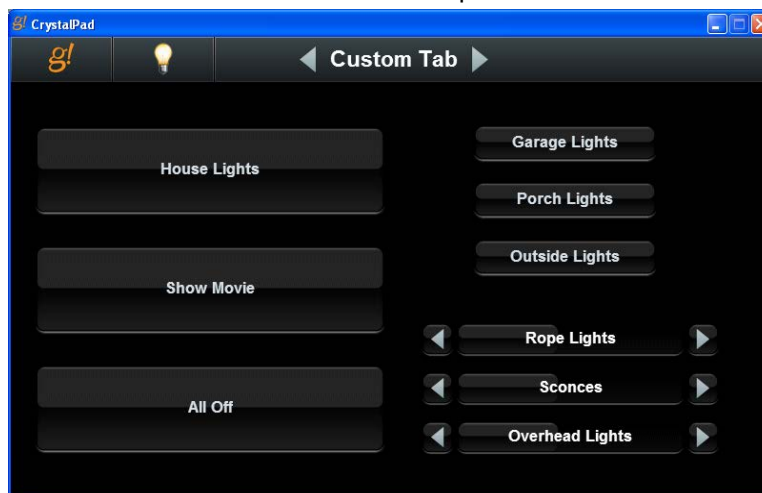 g! CrystalPad
g!
Custom Tab
House Lights
Show Movie
All Off
Garage Lights
Porch Lights
Outside Lights
Rope Lights
Sconces
Overhead Lights